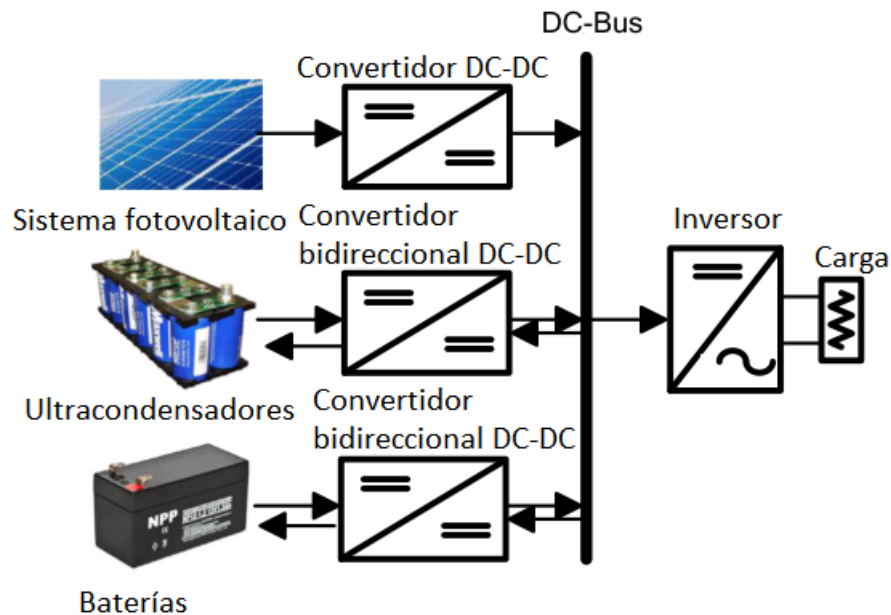 DC-Bus
Convertidor DC-DC
Sistema fotovoltaico
Convertidor
bidireccional DC-DC
Inversor
Carga
Ultracondensadores
Convertidor
bidireccional DC-DC
NPP
Baterías